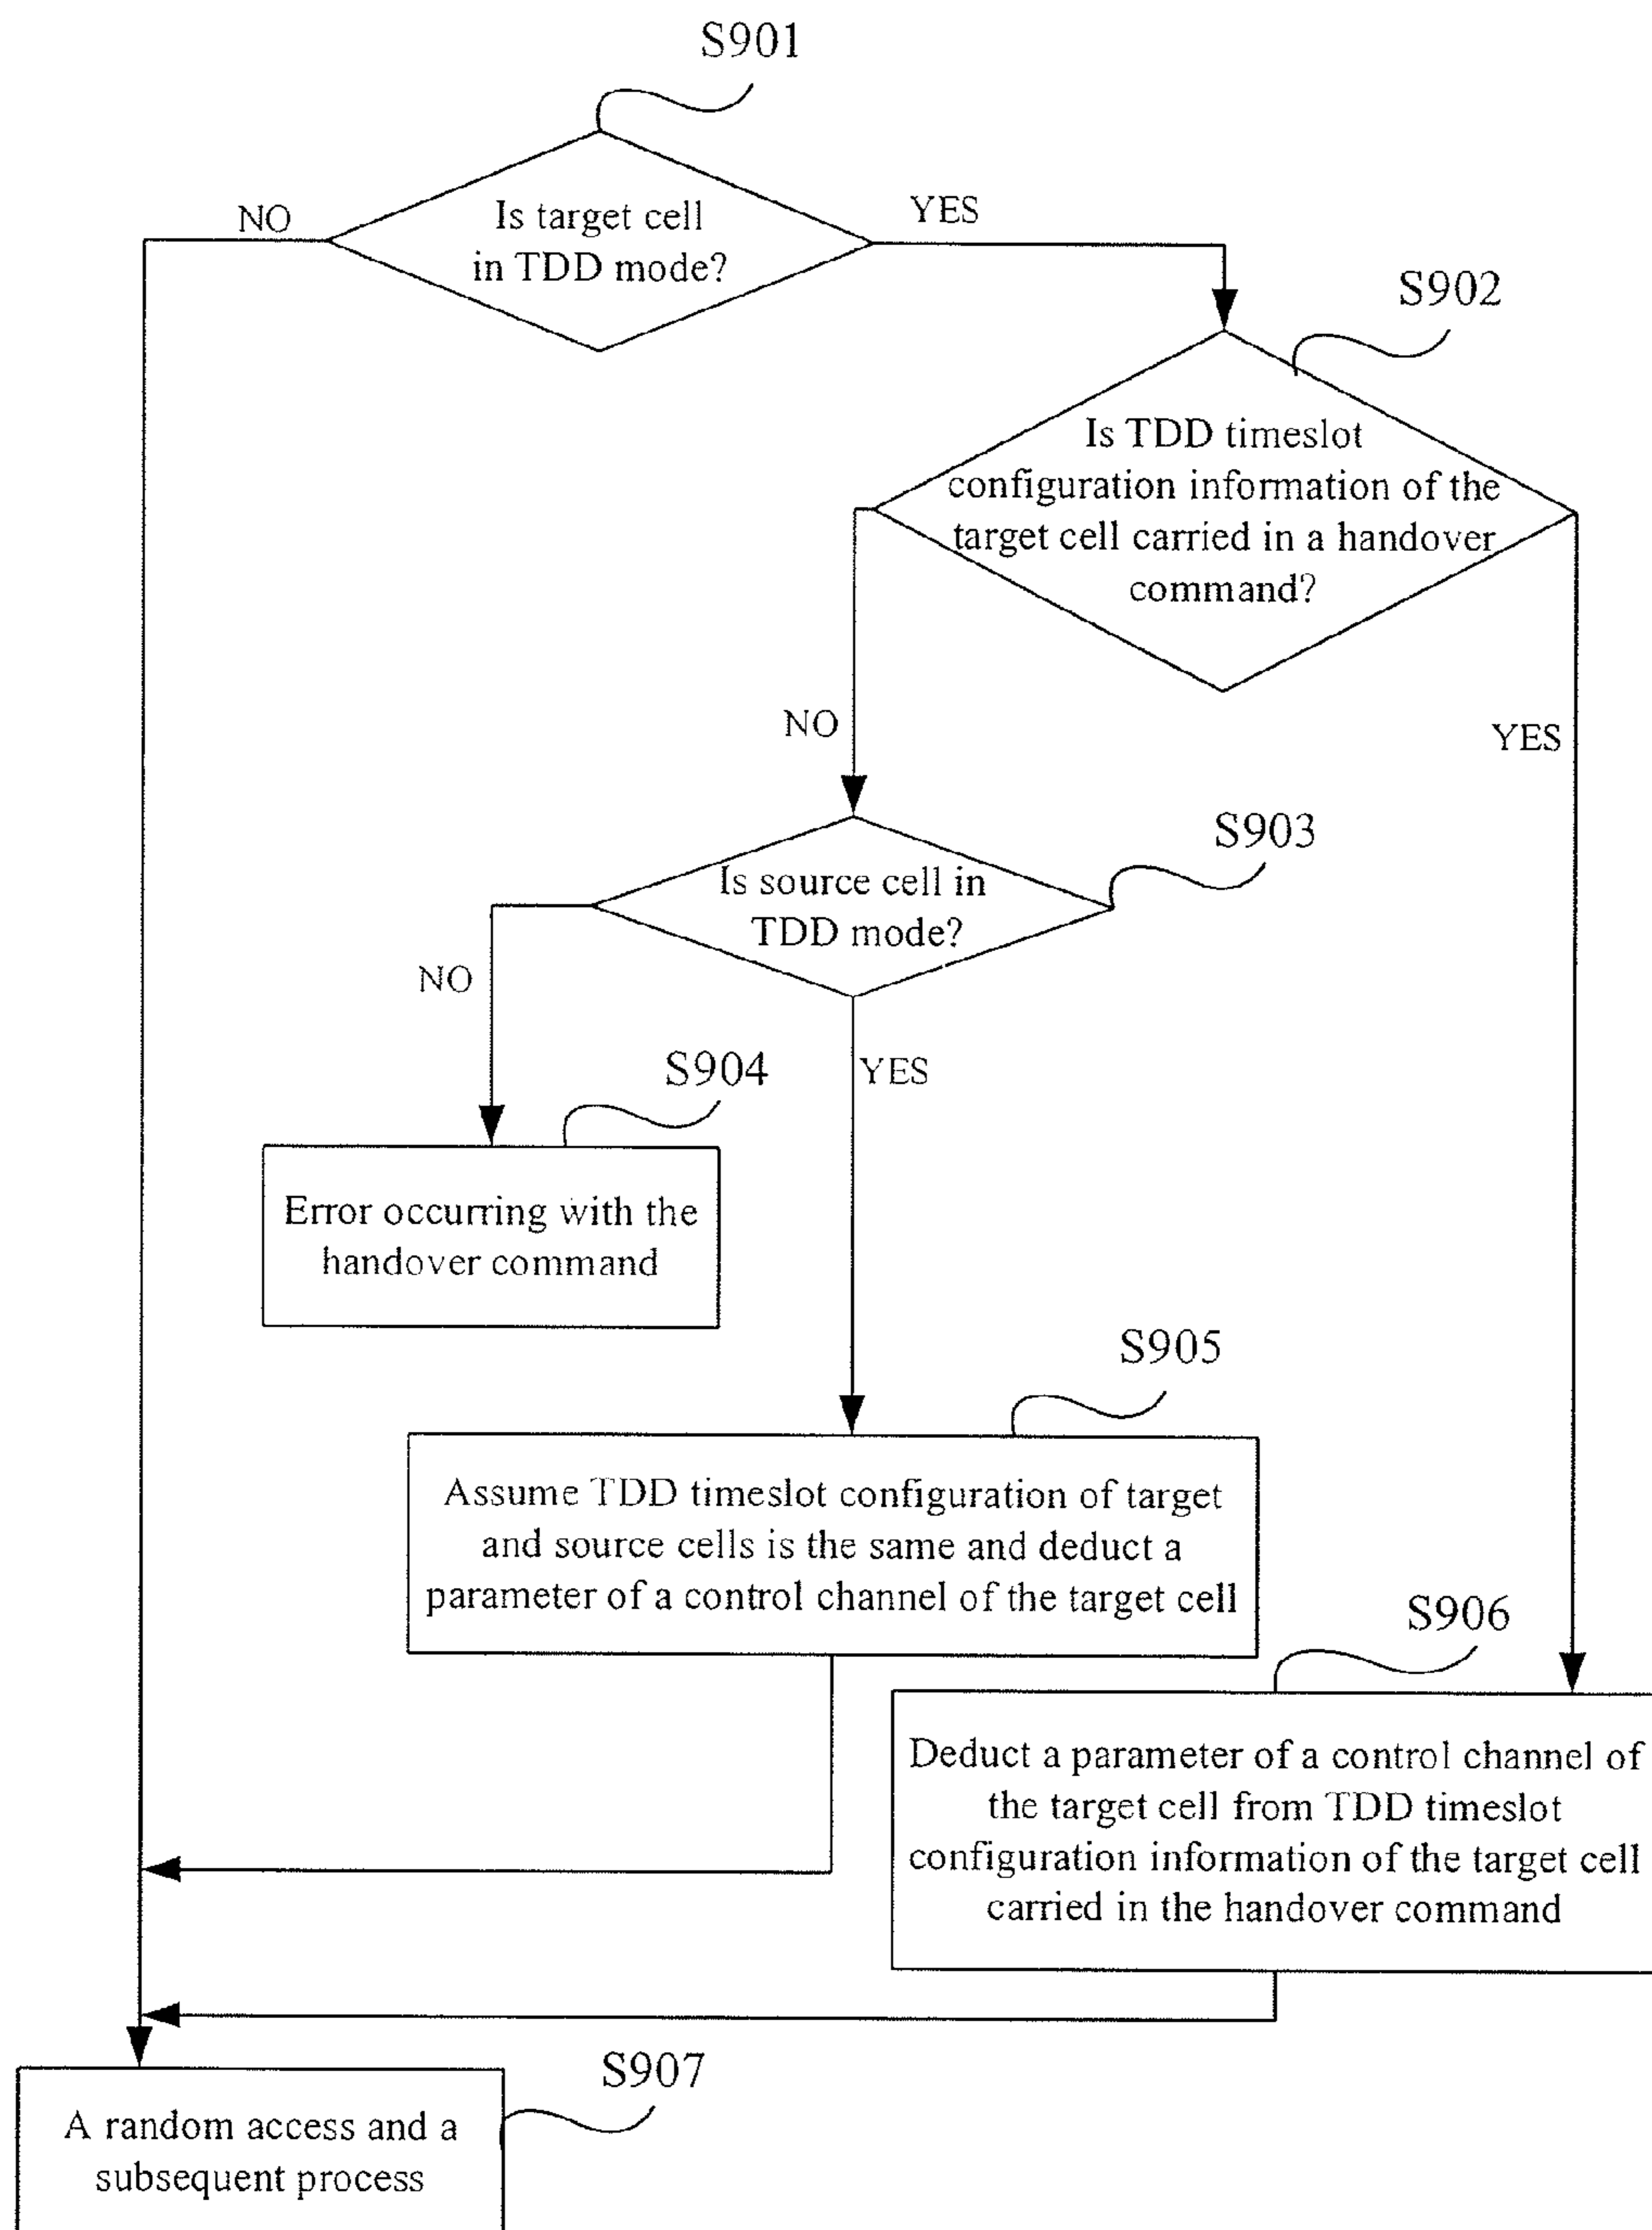 S901
Is target cell
in TDD mode?
NO
YES
S902
Is TDD timeslot
configuration information of the
target cell carried in a handover
command?
NO
YES
S903
Is source cell in
TDD mode?
NO
YES
S904
Error occurring with the
handover command
S905
Assume TDD timeslot configuration of target
and source cells is the same and deduct a
parameter of a control channel of the target cell
S906
Deduct a parameter of a control channel of
the target cell from TDD timeslot
configuration information of the target cell
carried in the handover command
S907
A random access and a
subsequent process